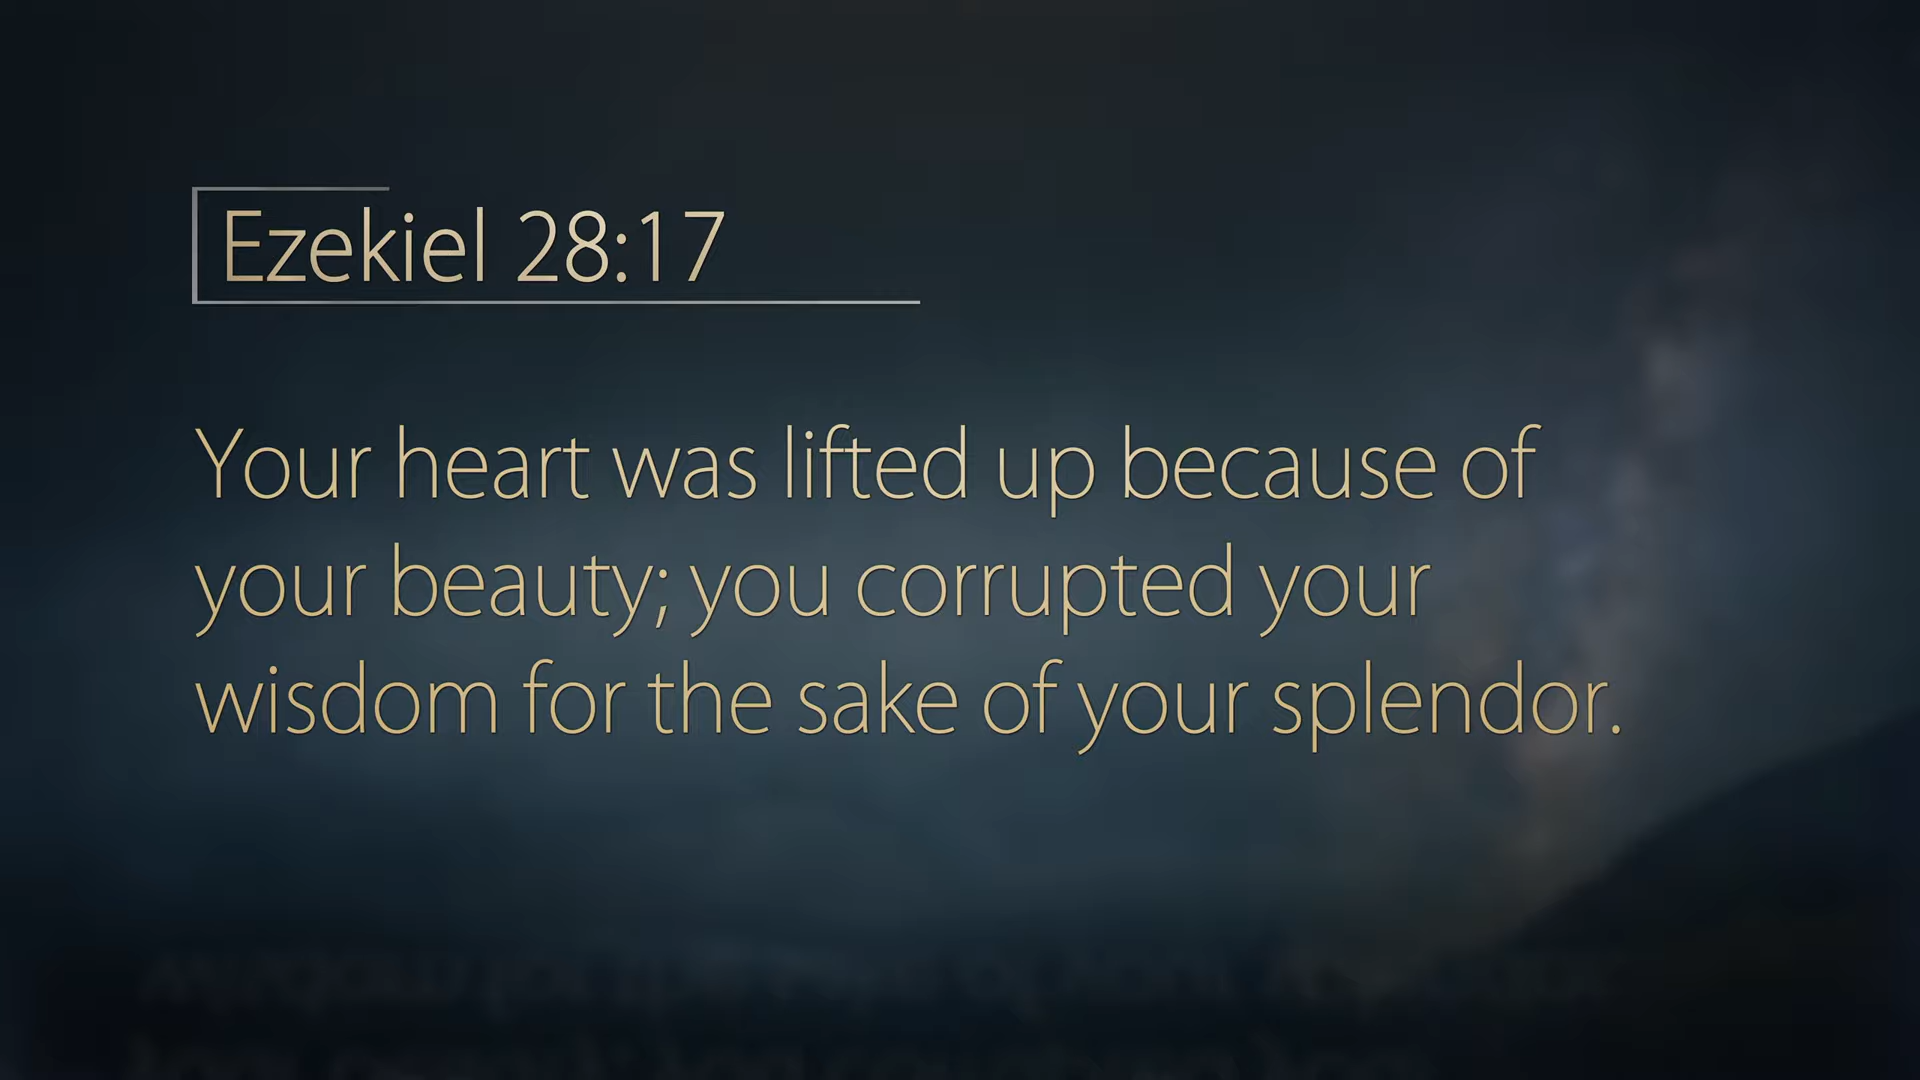 Ezekiel 28:17
Your heart was lifted up because of
your beauty; you corrupted your
wisdom for the sake of your splendor.